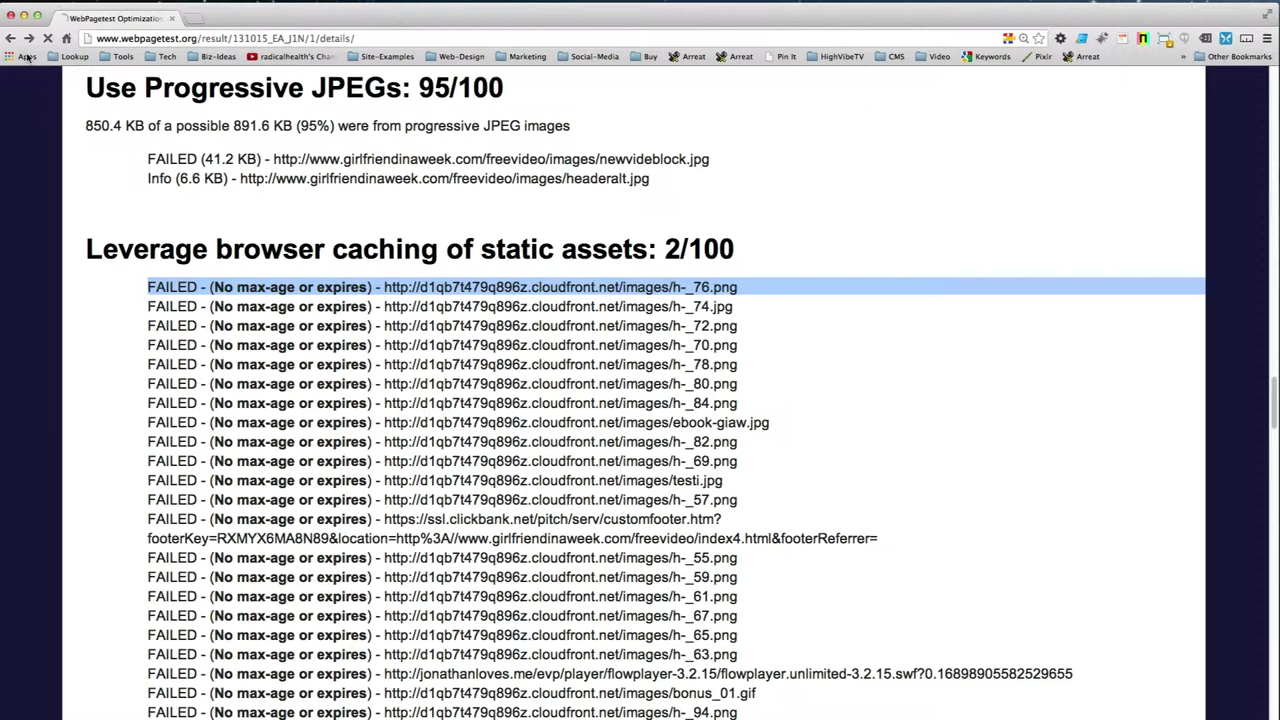 WebPagetest Optimization
www.webpagetest.org/result/131015_EA_J1N/1/details/
Apps Lookup Tools Tech Biz-Ideas radicalhealth's Chan Site-Examples Web-Design Marketing Social-Media Buy Arreat Arreat Pin It HighVibeTV CMS Video Keywords Pixlr Arreat » Other Bookmarks
Use Progressive JPEGs: 95/100
850.4 KB of a possible 891.6 KB (95%) were from progressive JPEG images
FAILED (41.2 KB) - http://www.girlfriendinaweek.com/freevideo/images/newvideblock.jpg
Info (6.6 KB) - http://www.girlfriendinaweek.com/freevideo/images/headeralt.jpg
Leverage browser caching of static assets: 2/100
FAILED - (No max-age or expires) - http://d1qb7t479q896z.cloudfront.net/images/h-_76.png
FAILED - (No max-age or expires) - http://d1qb7t479q896z.cloudfront.net/images/h-_74.jpg
FAILED - (No max-age or expires) - http://d1qb7t479q896z.cloudfront.net/images/h-_72.png
FAILED - (No max-age or expires) - http://d1qb7t479q896z.cloudfront.net/images/h-_70.png
FAILED - (No max-age or expires) - http://d1qb7t479q896z.cloudfront.net/images/h-_78.png
FAILED - (No max-age or expires) - http://d1qb7t479q896z.cloudfront.net/images/h-_80.png
FAILED - (No max-age or expires) - http://d1qb7t479q896z.cloudfront.net/images/h-_84.png
FAILED - (No max-age or expires) - http://d1qb7t479q896z.cloudfront.net/images/ebook-giaw.jpg
FAILED - (No max-age or expires) - http://d1qb7t479q896z.cloudfront.net/images/h-_82.png
FAILED - (No max-age or expires) - http://d1qb7t479q896z.cloudfront.net/images/h-_69.png
FAILED - (No max-age or expires) - http://d1qb7t479q896z.cloudfront.net/images/testi.jpg
FAILED - (No max-age or expires) - http://d1qb7t479q896z.cloudfront.net/images/h-_57.png
FAILED - (No max-age or expires) - https://ssl.clickbank.net/pitch/serv/customfooter.htm?
footerKey=RXMYX6MA8N89&location=http%3A//www.girlfriendinaweek.com/freevideo/index4.html&footerReferrer=
FAILED - (No max-age or expires) - http://d1qb7t479q896z.cloudfront.net/images/h-_55.png
FAILED - (No max-age or expires) - http://d1qb7t479q896z.cloudfront.net/images/h-_59.png
FAILED - (No max-age or expires) - http://d1qb7t479q896z.cloudfront.net/images/h-_61.png
FAILED - (No max-age or expires) - http://d1qb7t479q896z.cloudfront.net/images/h-_67.png
FAILED - (No max-age or expires) - http://d1qb7t479q896z.cloudfront.net/images/h-_65.png
FAILED - (No max-age or expires) - http://d1qb7t479q896z.cloudfront.net/images/h-_63.png
FAILED - (No max-age or expires) - http://jonathanloves.me/evp/player/flowplayer-3.2.15/flowplayer.unlimited-3.2.15.swf?0.16898905582529655
FAILED - (No max-age or expires) - http://d1qb7t479q896z.cloudfront.net/images/bonus_01.gif
FAILED - (No max-age or expires) - http://d1qb7t479q896z.cloudfront.net/images/h-_94.png